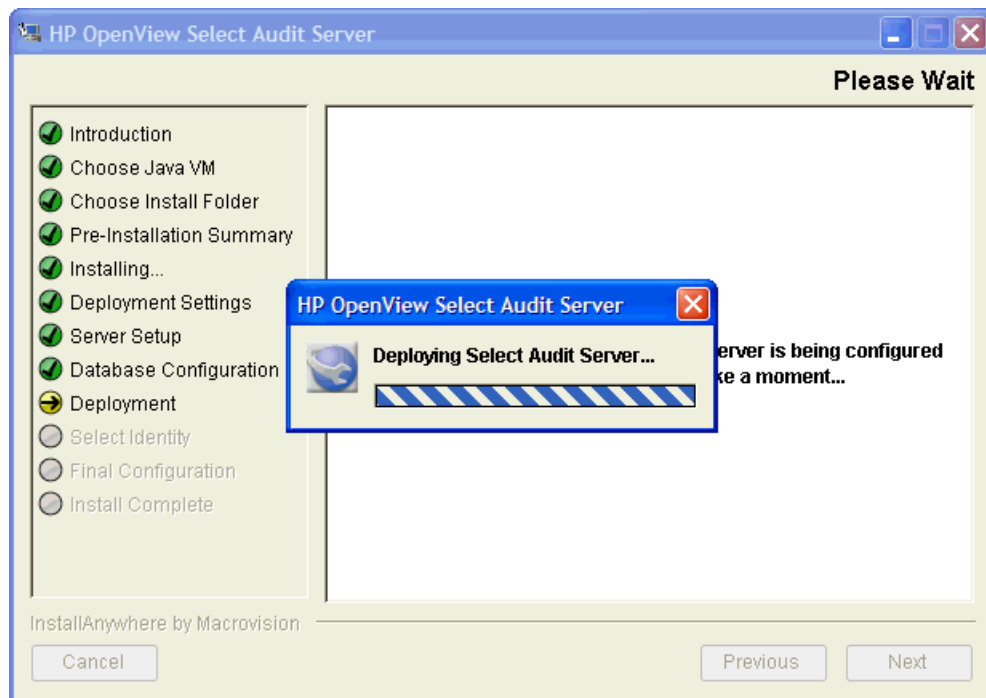 HP OpenView Select Audit Server
Please Wait
Introduction
Choose Java VM
Choose Install Folder
Pre-Installation Summary
Installing...
Deployment Settings
Server Setup
Database Configuration
Deployment
Select Identity
Final Configuration
Install Complete
HP OpenView Select Audit Server
Deploying Select Audit Server...
erver is being configured
ke a moment...
InstallAnywhere by Macrovision
Cancel
Previous
Next